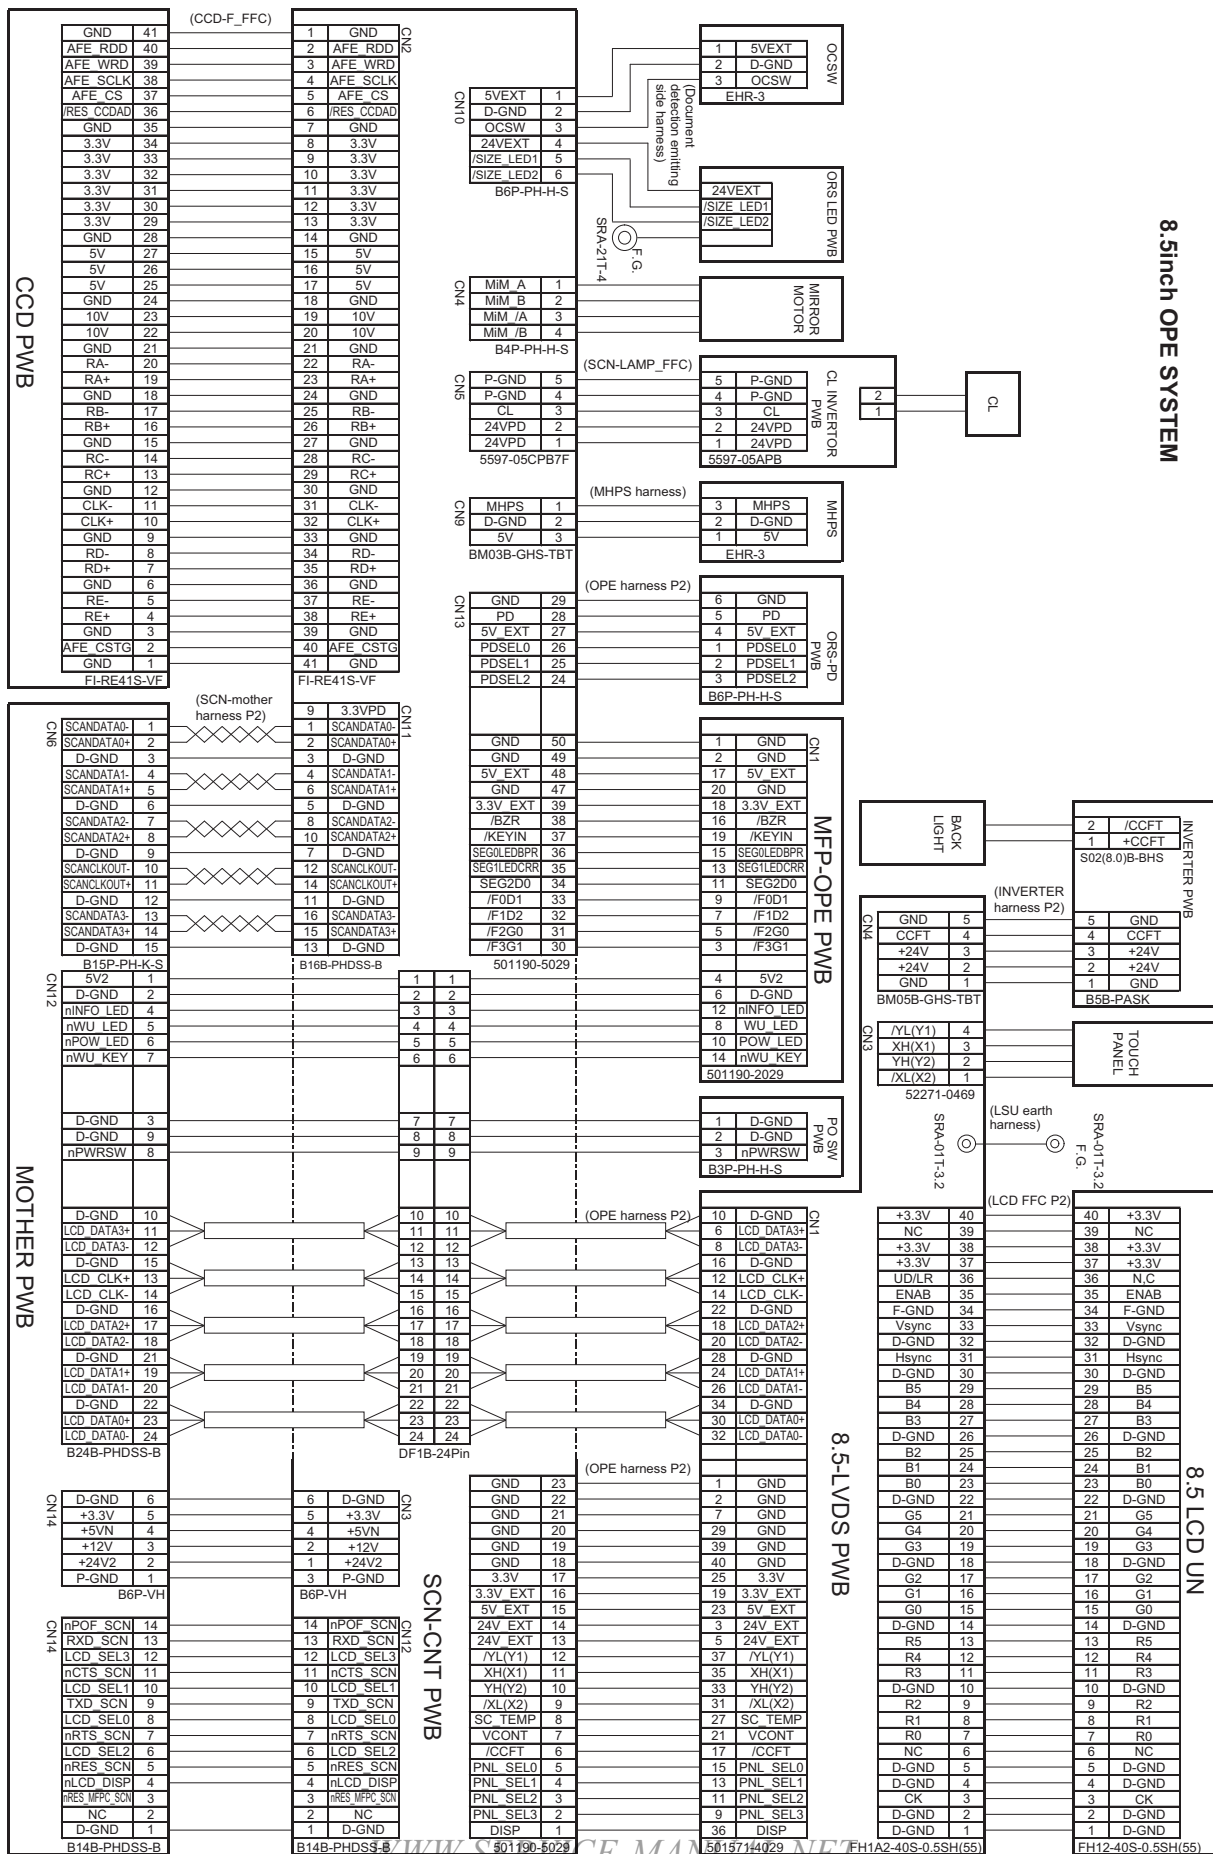 8.5inch OPE SYSTEM
CCD PWB
GND 41
AFE_RDD 40
AFE_WRD 39
AFE_SCLK 38
AFE_CS 37
/RES_CCDAD 36
GND 35
3.3V 34
3.3V 33
3.3V 32
3.3V 31
3.3V 30
3.3V 29
GND 28
5V 27
5V 26
5V 25
GND 24
10V 23
10V 22
GND 21
RA- 20
RA+ 19
GND 18
RB- 17
RB+ 16
GND 15
RC- 14
RC+ 13
GND 12
CLK- 11
CLK+ 10
GND 9
RD- 8
RD+ 7
GND 6
RE- 5
RE+ 4
GND 3
AFE_CSTG 2
GND 1
FI-RE41S-VF
(CCD-F_FFC)
CN2
1 GND
2 AFE_RDD
3 AFE_WRD
4 AFE_SCLK
5 AFE_CS
6 /RES_CCDAD
7 GND
8 3.3V
9 3.3V
10 3.3V
11 3.3V
12 3.3V
13 3.3V
14 GND
15 5V
16 5V
17 5V
18 GND
19 10V
20 10V
21 GND
22 RA-
23 RA+
24 GND
25 RB-
26 RB+
27 GND
28 RC-
29 RC+
30 GND
31 CLK-
32 CLK+
33 GND
34 RD-
35 RD+
36 GND
37 RE-
38 RE+
39 GND
40 AFE_CSTG
41 GND
FI-RE41S-VF
CN10
5VEXT 1
D-GND 2
OCSW 3
24VEXT 4
/SIZE_LED1 5
/SIZE_LED2 6
B6P-PH-H-S
(Document
detection emitting
side harness)
OCSW
1 5VEXT
2 D-GND
3 OCSW
EHR-3
ORS LED PWB
24VEXT
/SIZE_LED1
/SIZE_LED2
F.G.
SRA-21T-4
CN4
MiM_A 1
MiM_B 2
MiM_/A 3
MiM_/B 4
B4P-PH-H-S
MIRROR
MOTOR
CN5
P-GND 5
P-GND 4
CL 3
24VPD 2
24VPD 1
5597-05CPB7F
(SCN-LAMP_FFC)
CL INVERTOR
PWB
5 P-GND
4 P-GND
3 CL
2 24VPD
1 24VPD
5597-05APB
2
1
CL
CN9
MHPS 1
D-GND 2
5V 3
BM03B-GHS-TBT
(MHPS harness)
MHPS
3 MHPS
2 D-GND
1 5V
EHR-3
CN13
GND 29
PD 28
5V_EXT 27
PDSEL0 26
PDSEL1 25
PDSEL2 24
(OPE harness P2)
ORS-PD
PWB
6 GND
5 PD
4 5V_EXT
1 PDSEL0
2 PDSEL1
3 PDSEL2
B6P-PH-H-S
GND 50
GND 49
5V_EXT 48
GND 47
3.3V_EXT 39
/BZR 38
/KEYIN 37
SEG0LEDBPR 36
SEG1LEDCRR 35
SEG2D0 34
/F0D1 33
/F1D2 32
/F2G0 31
/F3G1 30
501190-5029
MFP-OPE PWB
CN1
1 GND
2 GND
17 5V_EXT
20 GND
18 3.3V_EXT
16 /BZR
19 /KEYIN
15 SEG0LEDBPR
13 SEG1LEDCRR
11 SEG2D0
9 /F0D1
7 /F1D2
5 /F2G0
3 /F3G1
4 5V2
6 D-GND
12 nINFO_LED
8 WU_LED
10 POW_LED
14 nWU_KEY
501190-2029
MOTHER PWB
CN6
SCANDATA0- 1
SCANDATA0+ 2
D-GND 3
SCANDATA1- 4
SCANDATA1+ 5
D-GND 6
SCANDATA2- 7
SCANDATA2+ 8
D-GND 9
SCANCLKOUT- 10
SCANCLKOUT+ 11
D-GND 12
SCANDATA3- 13
SCANDATA3+ 14
D-GND 15
B15P-PH-K-S
(SCN-mother
harness P2)
CN11
9 3.3VPD
1 SCANDATA0-
2 SCANDATA0+
3 D-GND
4 SCANDATA1-
6 SCANDATA1+
5 D-GND
8 SCANDATA2-
10 SCANDATA2+
7 D-GND
12 SCANCLKOUT-
14 SCANCLKOUT+
11 D-GND
16 SCANDATA3-
15 SCANDATA3+
13 D-GND
B16B-PHDSS-B
CN12
5V2 1
D-GND 2
nINFO_LED 4
nWU_LED 5
nPOW_LED 6
nWU_KEY 7
D-GND 3
D-GND 9
nPWRSW 8
D-GND 10
LCD_DATA3+ 11
LCD_DATA3- 12
D-GND 15
LCD_CLK+ 13
LCD_CLK- 14
D-GND 16
LCD_DATA2+ 17
LCD_DATA2- 18
D-GND 21
LCD_DATA1+ 19
LCD_DATA1- 20
D-GND 22
LCD_DATA0+ 23
LCD_DATA0- 24
B24B-PHDSS-B
1 1
2 2
3 3
4 4
5 5
6 6
7 7
8 8
9 9
10 10
11 11
12 12
13 13
14 14
15 15
16 16
17 17
18 18
19 19
20 20
21 21
22 22
23 23
24 24
DF1B-24Pin
PO SW
PWB
1 D-GND
2 D-GND
3 nPWRSW
B3P-PH-H-S
(OPE harness P2)
8.5-LVDS PWB
CN1
10 D-GND
6 LCD_DATA3+
8 LCD_DATA3-
16 D-GND
12 LCD_CLK+
14 LCD_CLK-
22 D-GND
18 LCD_DATA2+
20 LCD_DATA2-
28 D-GND
24 LCD_DATA1+
26 LCD_DATA1-
34 D-GND
30 LCD_DATA0+
32 LCD_DATA0-
1 GND
2 GND
7 GND
29 GND
39 GND
40 GND
25 3.3V
19 3.3V_EXT
23 5V_EXT
3 24V_EXT
5 24V_EXT
37 /YL(Y1)
35 XH(X1)
33 YH(Y2)
31 /XL(X2)
27 SC_TEMP
21 VCONT
17 /CCFT
15 PNL_SEL0
13 PNL_SEL1
11 PNL_SEL2
9 PNL_SEL3
36 DISP
501571-4029
(OPE harness P2)
GND 23
GND 22
GND 21
GND 20
GND 19
GND 18
3.3V 17
3.3V_EXT 16
5V_EXT 15
24V_EXT 14
24V_EXT 13
/YL(Y1) 12
XH(X1) 11
YH(Y2) 10
/XL(X2) 9
SC_TEMP 8
VCONT 7
/CCFT 6
PNL_SEL0 5
PNL_SEL1 4
PNL_SEL2 3
PNL_SEL3 2
DISP 1
501190-5029
SCN-CNT PWB
CN14
D-GND 6
+3.3V 5
+5VN 4
+12V 3
+24V2 2
P-GND 1
B6P-VH
CN3
6 D-GND
5 +3.3V
4 +5VN
2 +12V
1 +24V2
3 P-GND
B6P-VH
CN14
nPOF_SCN 14
RXD_SCN 13
LCD_SEL3 12
nCTS_SCN 11
LCD_SEL1 10
TXD_SCN 9
LCD_SEL0 8
nRTS_SCN 7
LCD_SEL2 6
nRES_SCN 5
nLCD_DISP 4
nRES_MFPC_SCN 3
NC 2
D-GND 1
B14B-PHDSS-B
CN12
14 nPOF_SCN
13 RXD_SCN
12 LCD_SEL3
11 nCTS_SCN
10 LCD_SEL1
9 TXD_SCN
8 LCD_SEL0
7 nRTS_SCN
6 LCD_SEL2
5 nRES_SCN
4 nLCD_DISP
3 nRES_MFPC_SCN
2 NC
1 D-GND
B14B-PHDSS-B
BACK
LIGHT
INVERTER PWB
2 /CCFT
1 +CCFT
S02(8.0)B-BHS
(INVERTER
harness P2)
5 GND
4 CCFT
3 +24V
2 +24V
1 GND
B5B-PASK
CN4
GND 5
CCFT 4
+24V 3
+24V 2
GND 1
BM05B-GHS-TBT
CN3
/YL(Y1) 4
XH(X1) 3
YH(Y2) 2
/XL(X2) 1
52271-0469
TOUCH
PANEL
SRA-01T-3.2
(LSU earth
harness)
SRA-01T-3.2
F.G.
(LCD FFC P2)
+3.3V 40
NC 39
+3.3V 38
+3.3V 37
UD/LR 36
ENAB 35
F-GND 34
Vsync 33
D-GND 32
Hsync 31
D-GND 30
B5 29
B4 28
B3 27
D-GND 26
B2 25
B1 24
B0 23
D-GND 22
G5 21
G4 20
G3 19
D-GND 18
G2 17
G1 16
G0 15
D-GND 14
R5 13
R4 12
R3 11
D-GND 10
R2 9
R1 8
R0 7
NC 6
D-GND 5
D-GND 4
CK 3
D-GND 2
D-GND 1
FH1A2-40S-0.5SH(55)
8.5 LCD UN
40 +3.3V
39 NC
38 +3.3V
37 +3.3V
36 N,C
35 ENAB
34 F-GND
33 Vsync
32 D-GND
31 Hsync
30 D-GND
29 B5
28 B4
27 B3
26 D-GND
25 B2
24 B1
23 B0
22 D-GND
21 G5
20 G4
19 G3
18 D-GND
17 G2
16 G1
15 G0
14 D-GND
13 R5
12 R4
11 R3
10 D-GND
9 R2
8 R1
7 R0
6 NC
5 D-GND
4 D-GND
3 CK
2 D-GND
1 D-GND
FH12-40S-0.5SH(55)
WWW.SERVICE-MANUAL.NET